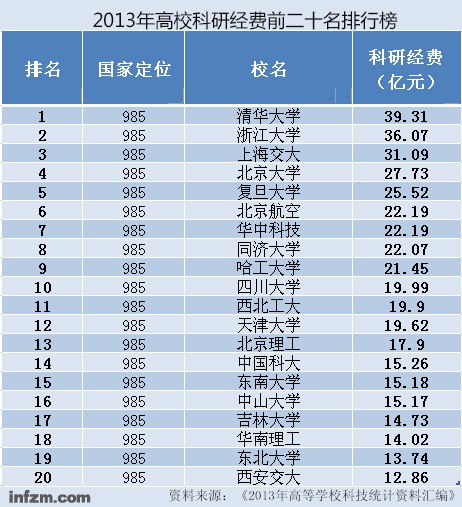 2013年高校科研经费前二十名排行榜
排名 国家定位 校名 科研经费（亿元）
1 985 清华大学 39.31
2 985 浙江大学 36.07
3 985 上海交大 31.09
4 985 北京大学 27.73
5 985 复旦大学 25.52
6 985 北京航空 22.19
7 985 华中科技 22.19
8 985 同济大学 22.07
9 985 哈工大学 21.45
10 985 四川大学 19.99
11 985 西北工大 19.9
12 985 天津大学 19.62
13 985 北京理工 17.9
14 985 中国科大 15.26
15 985 东南大学 15.18
16 985 中山大学 15.17
17 985 吉林大学 14.73
18 985 华南理工 14.02
19 985 东北大学 13.74
20 985 西安交大 12.86
infzm.com 资料来源：《2013年高等学校科技统计资料汇编》